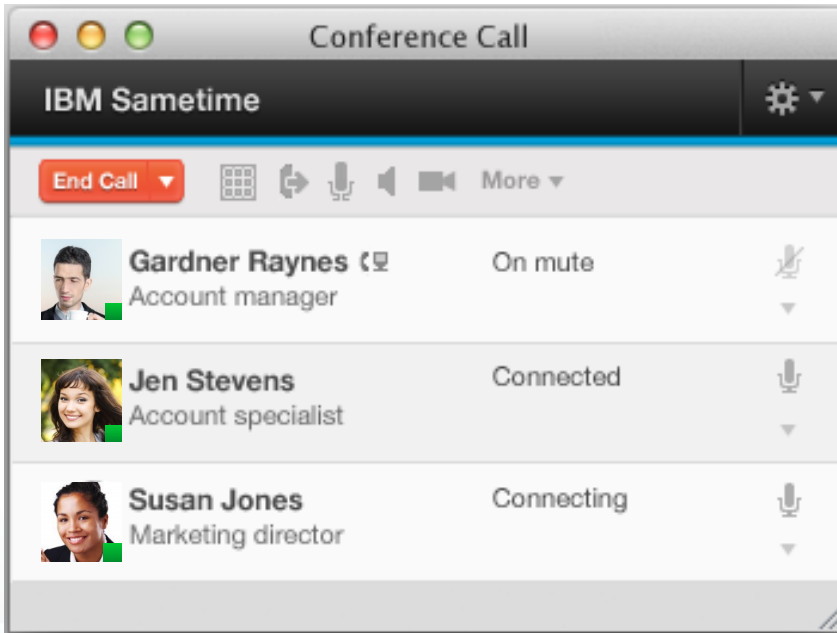 Conference Call
IBM Sametime
End Call
More
Gardner Raynes
On mute
Account manager
Jen Stevens
Connected
Account specialist
Susan Jones
Connecting
Marketing director